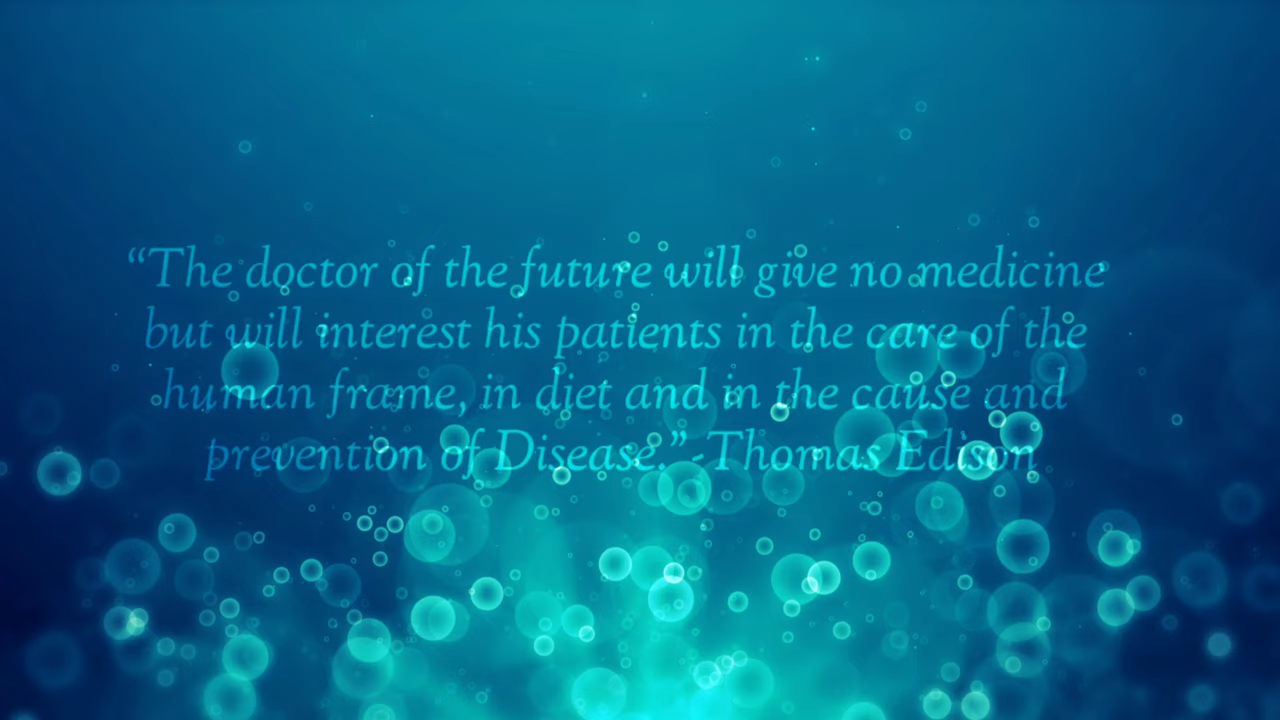 “The doctor of the future will give no medicine
but will interest his patients in the care of the
human frame, in diet and in the cause and
prevention of Disease.” -Thomas Edison